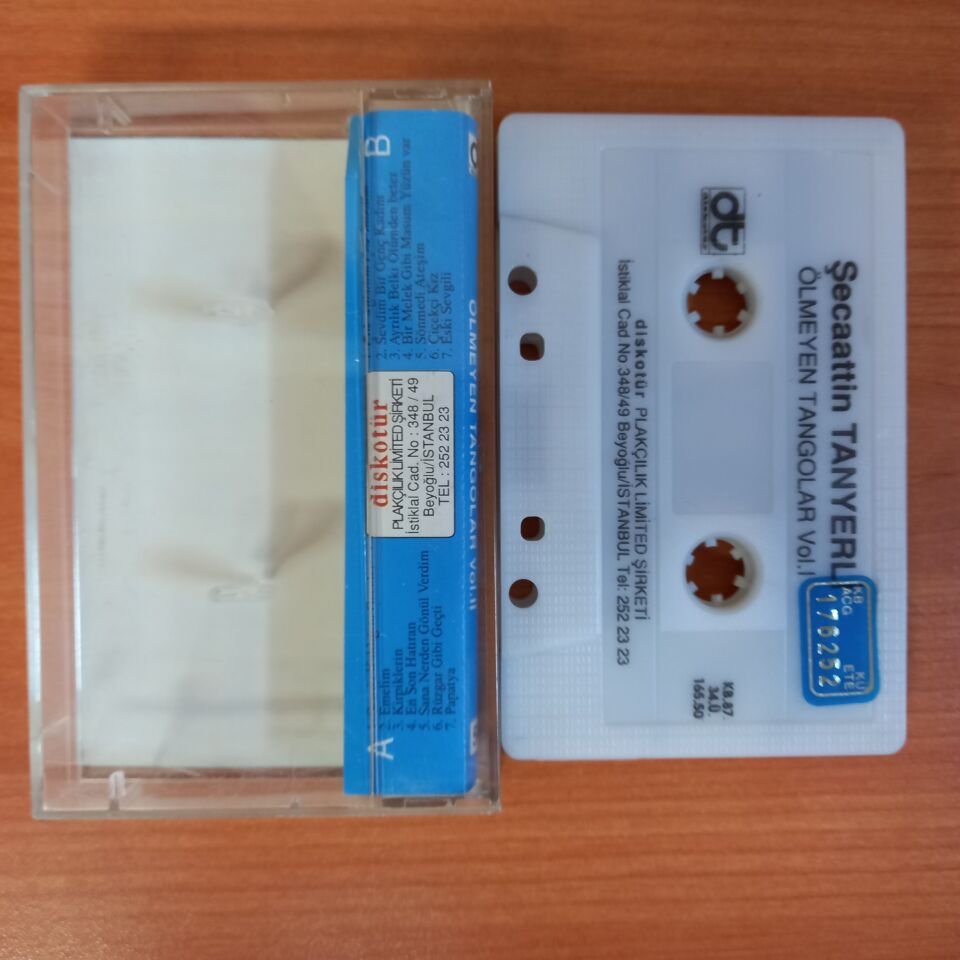 A
2. Emelim
3. Kirpiklerin
4. En Son Hatıran
5. Sana Nerden Gönül Verdim
6. Rüzgar Gibi Geçti
7. Papatya
B
2. Sevdim Bir Genç Kadını
3. Ayrılık Belki Ölümden beter
4. Bir Melek Gibi Masum Yüzün var
5. Sönmedi Ateşim
6. Çiçekçi Kız
7. Eski Sevgili
diskotür
PLAKÇILIK LİMİTED ŞİRKETİ
İstiklal Cad. No : 348 / 49
Beyoğlu/İSTANBUL
TEL : 252 23 23
ÖLMEYEN TANGOLAR Vol.II
dt
Şecaattin TANYERLİ
ÖLMEYEN TANGOLAR Vol.I
diskotür PLAKÇILIK LİMİTED ŞİRKETİ
İstiklal Cad No 348/49 Beyoğlu/İSTANBUL Tel: 252 23 23
KB.87.
34.Ü.
165.50
176252